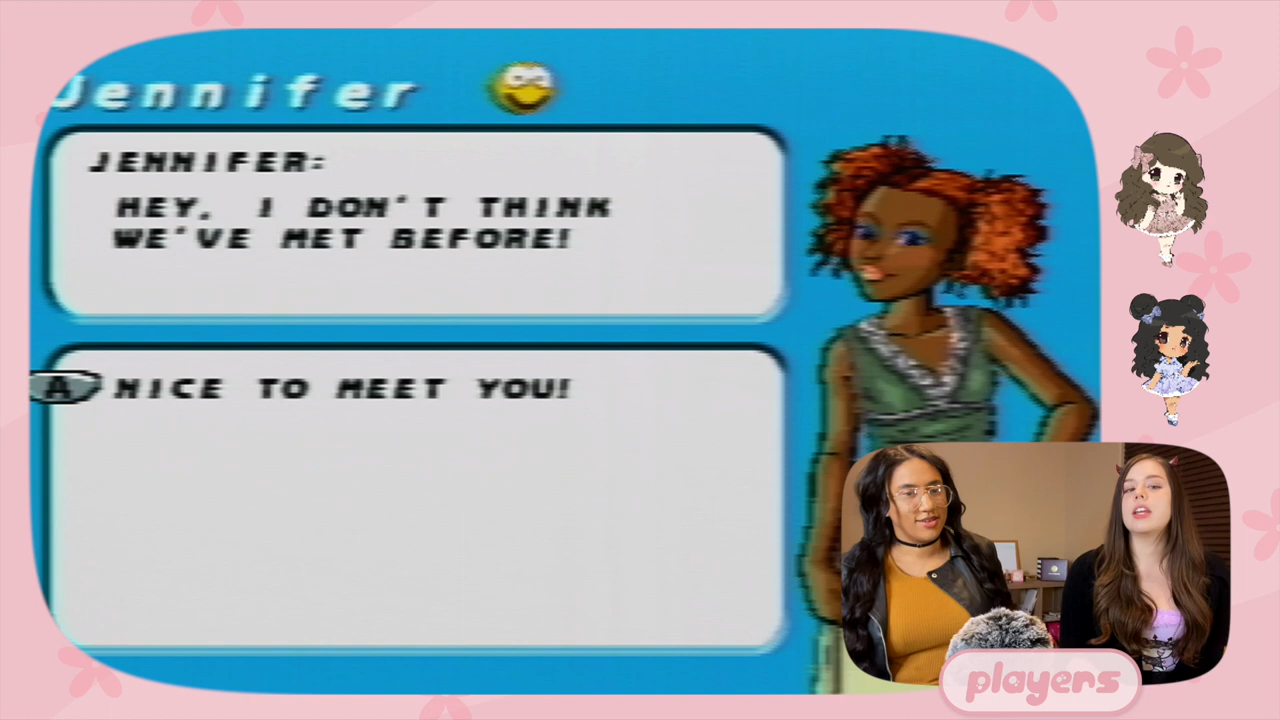 Jennifer
JENNIFER:
HEY, I DON'T THINK
WE'VE MET BEFORE!
A NICE TO MEET YOU!
players